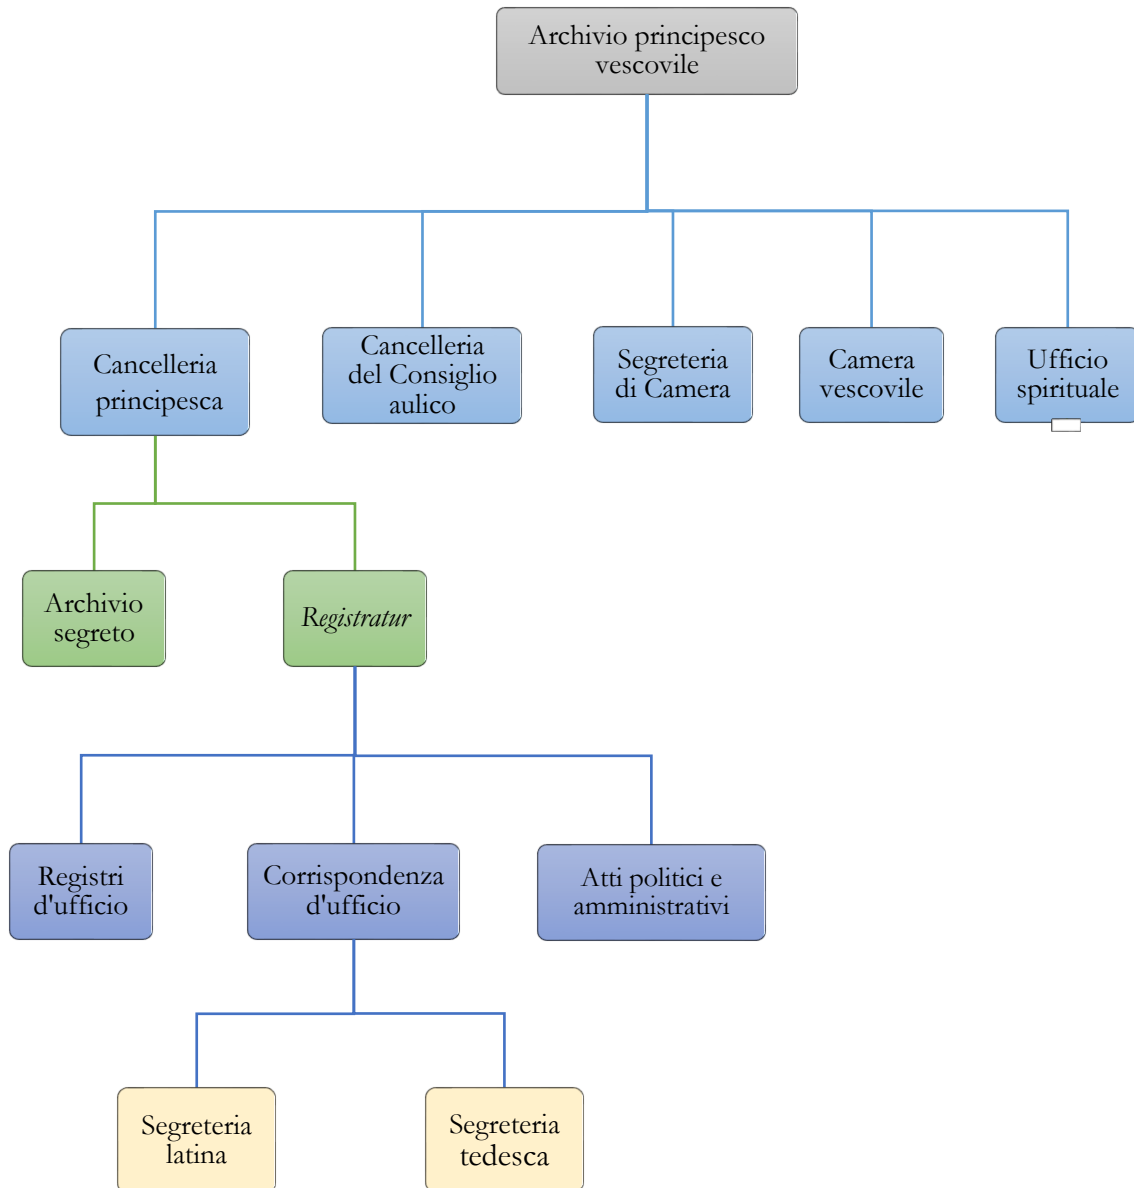 Archivio principesco
vescovile
Cancelleria
principesca
Cancelleria
del Consiglio
aulico
Segreteria
di Camera
Camera
vescovile
Ufficio
spirituale
Archivio
segreto
Registratur
Registri
d'ufficio
Corrispondenza
d'ufficio
Atti politici e
amministrativi
Segreteria
latina
Segreteria
tedesca